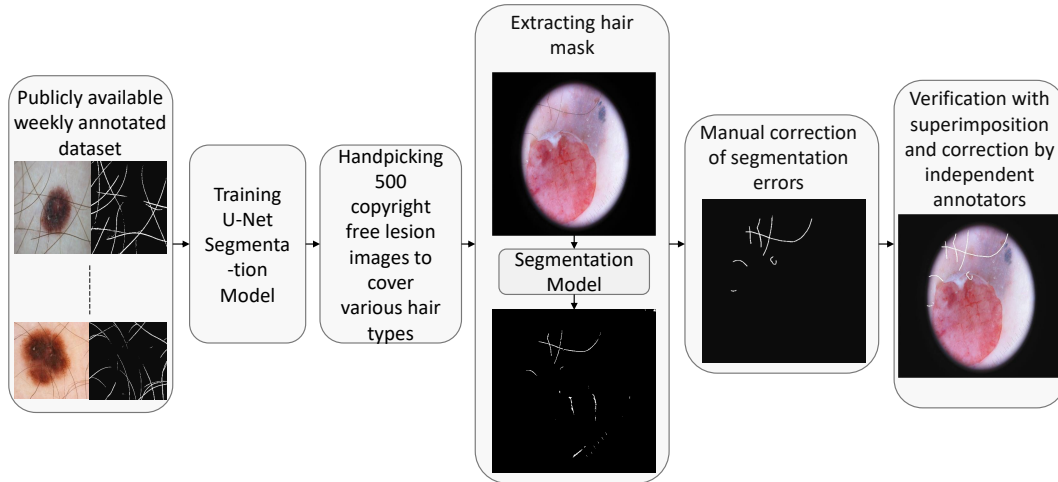 Publicly available
weekly annotated
dataset
Training
U-Net
Segmenta
-tion
Model
Handpicking
500
copyright
free lesion
images to
cover
various hair
types
Extracting hair
mask
Segmentation
Model
Manual correction
of segmentation
errors
Verification with
superimposition
and correction by
independent
annotators